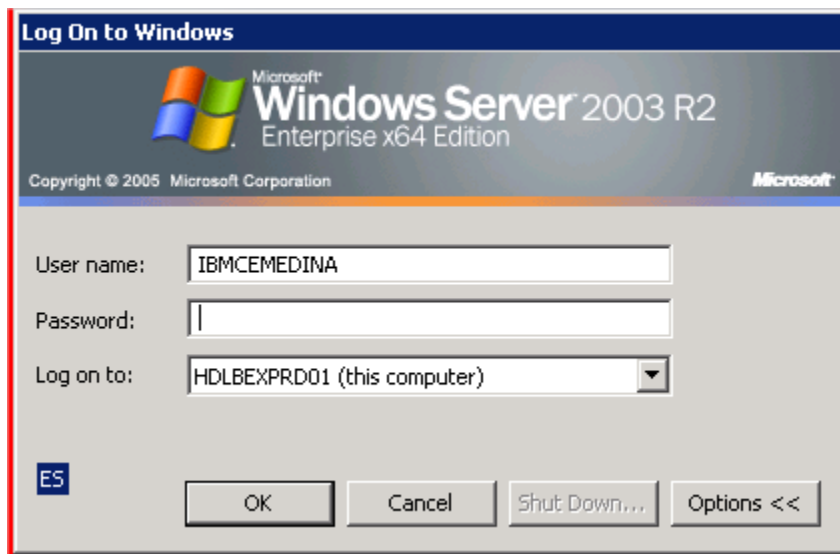 Log On to Windows
Microsoft
Windows Server 2003 R2
Enterprise x64 Edition
Copyright © 2005 Microsoft Corporation Microsoft
User name: IBMCEMEDINA
Password:
Log on to: HDLBEXPRD01 (this computer)
ES
OK Cancel Shut Down... Options <<